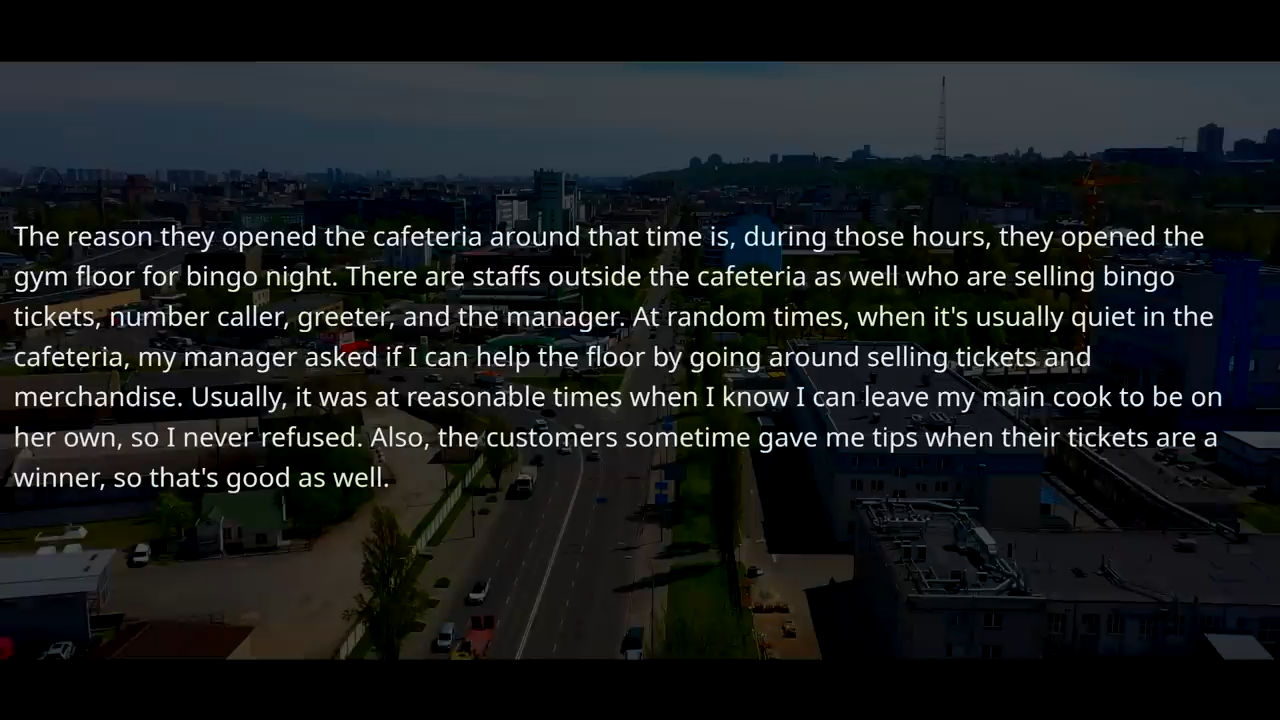 The reason they opened the cafeteria around that time is, during those hours, they opened the
gym floor for bingo night. There are staffs outside the cafeteria as well who are selling bingo
tickets, number caller, greeter, and the manager. At random times, when it's usually quiet in the
cafeteria, my manager asked if I can help the floor by going around selling tickets and
merchandise. Usually, it was at reasonable times when I know I can leave my main cook to be on
her own, so I never refused. Also, the customers sometime gave me tips when their tickets are a
winner, so that's good as well.